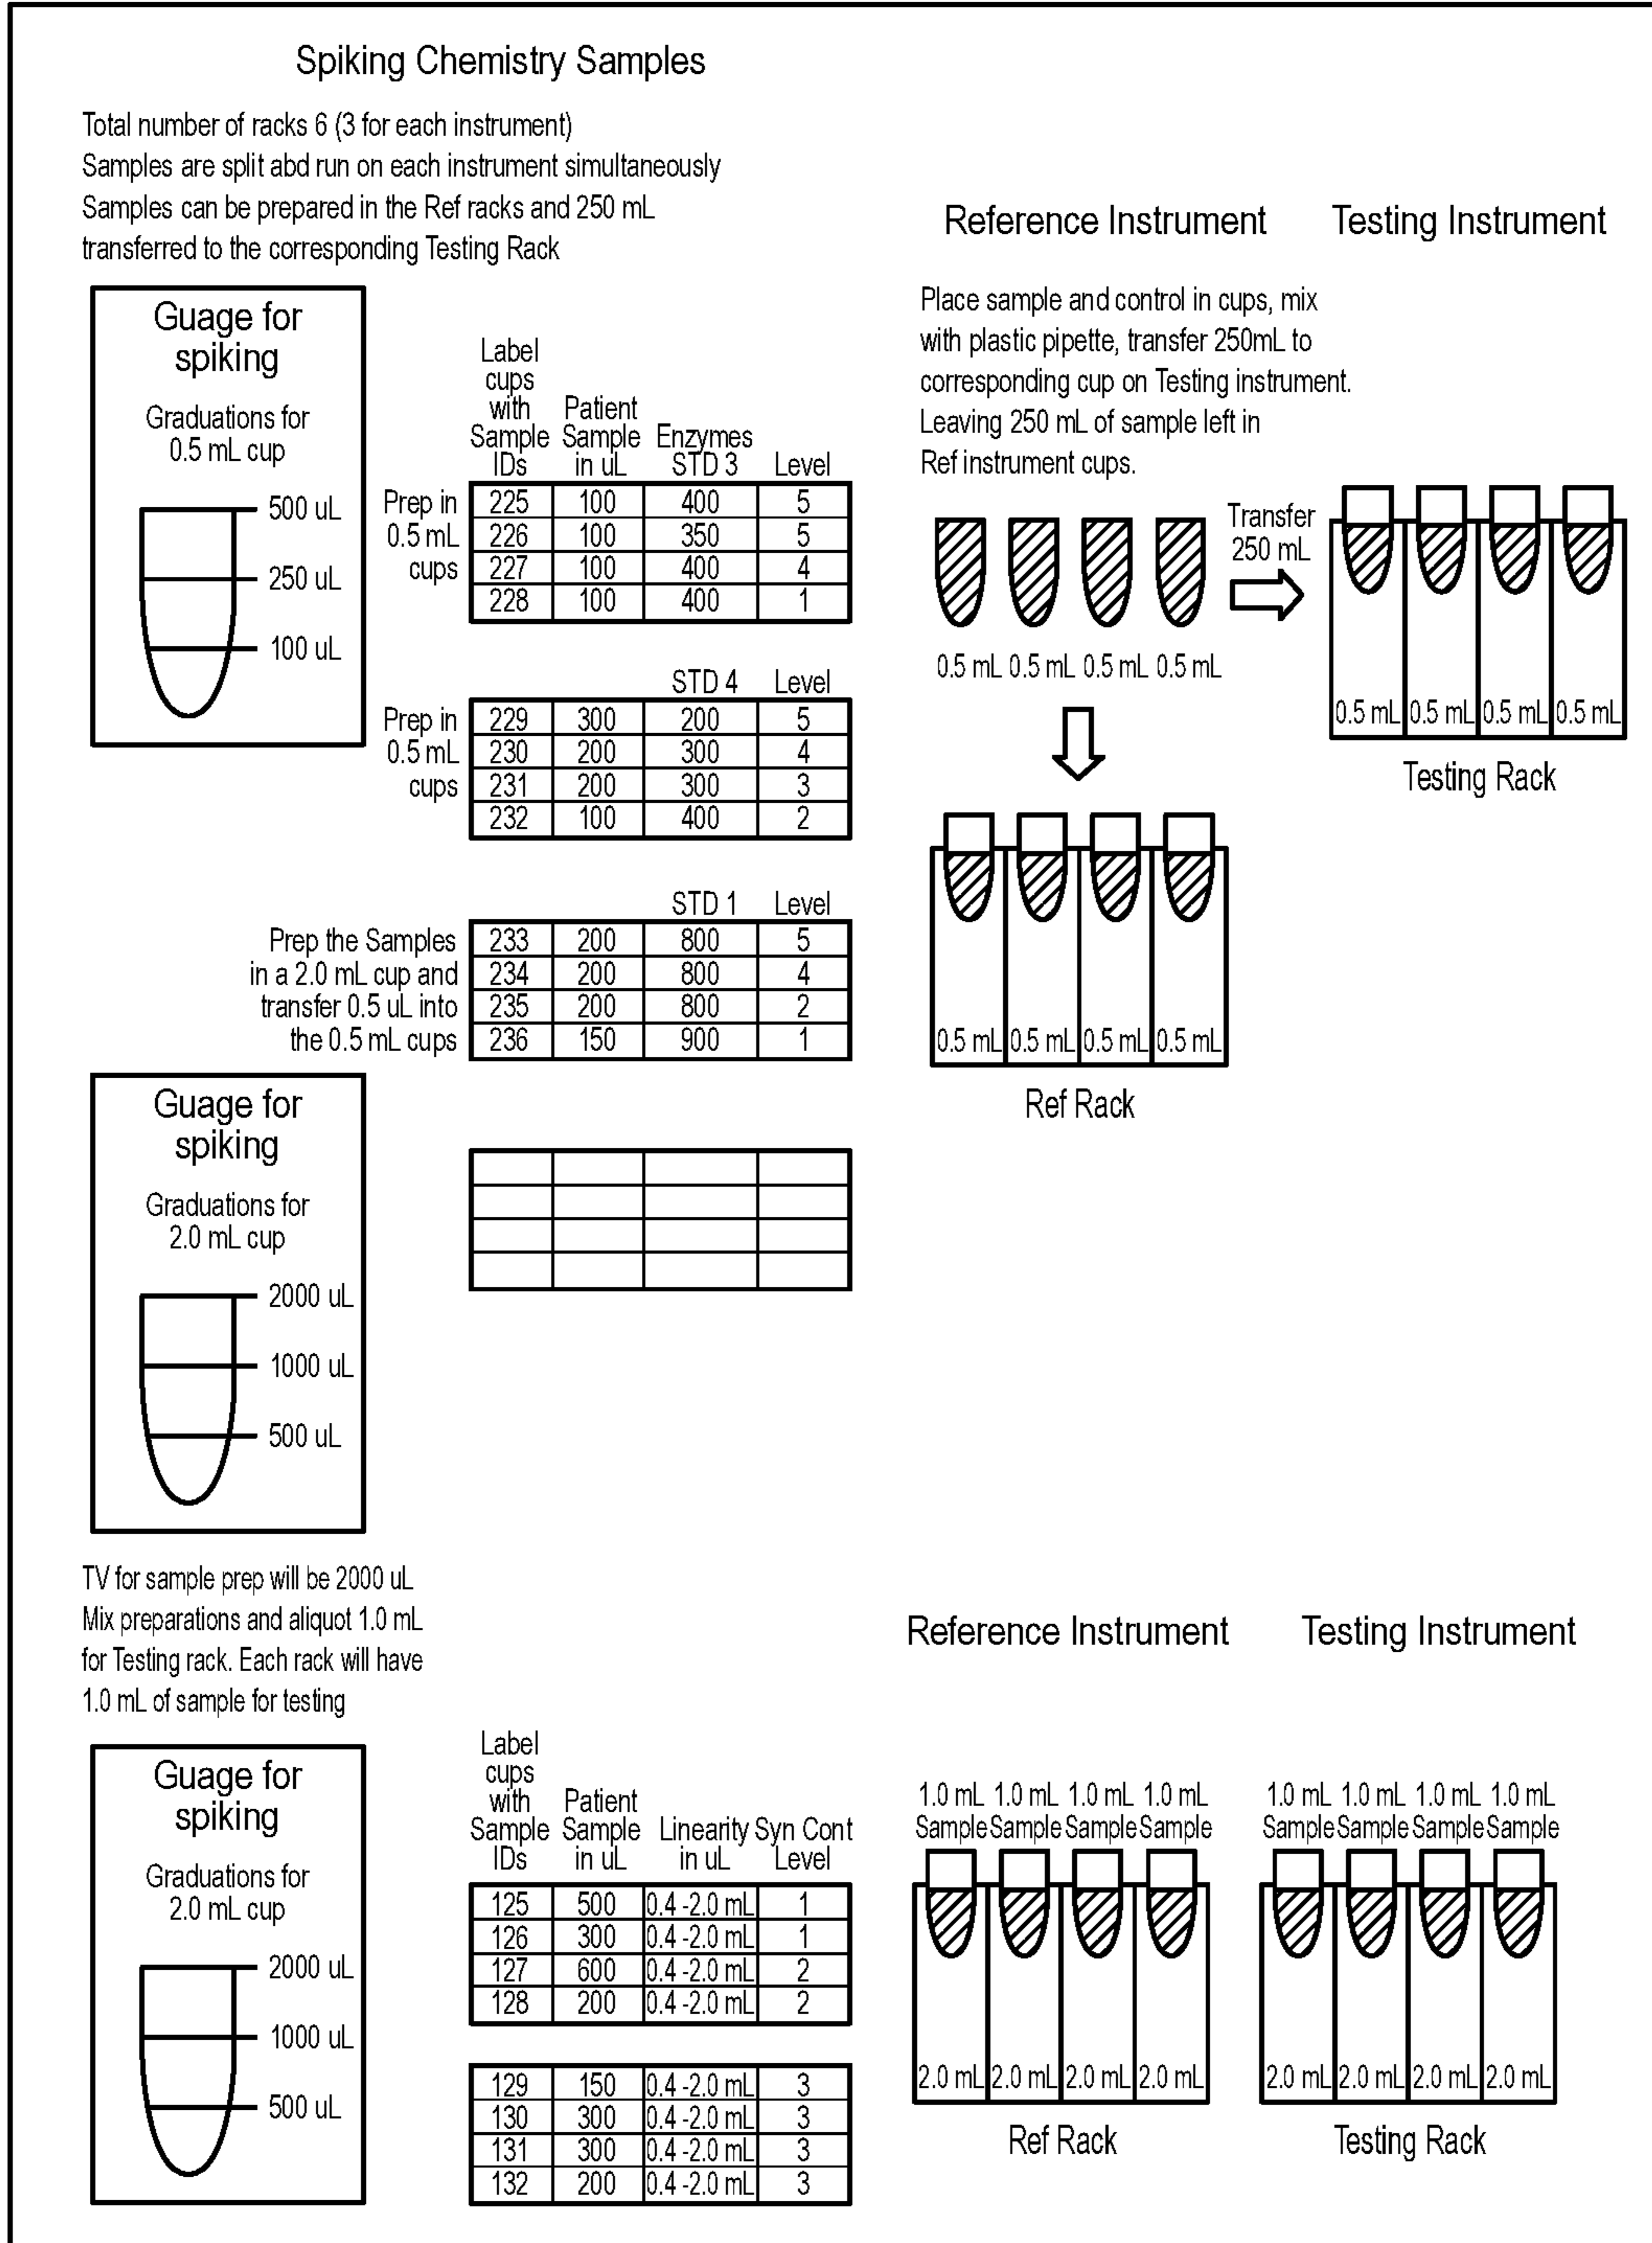 Spiking Chemistry Samples
Total number of racks 6 (3 for each instrument)
Samples are split abd run on each instrument simultaneously
Samples can be prepared in the Ref racks and 250 mL
transferred to the corresponding Testing Rack
Reference Instrument
Testing Instrument
Place sample and control in cups, mix
with plastic pipette, transfer 250mL to
corresponding cup on Testing instrument.
Leaving 250 mL of sample left in
Ref instrument cups.
Guage for
spiking
Graduations for
0.5 mL cup
500 uL
250 uL
100 uL
Label
cups
with
Sample
IDs
Patient
Sample
in uL
Enzymes
STD 3
Level
Prep in
0.5 mL
cups
225 100 400 5
226 100 350 5
227 100 400 4
228 100 400 1
STD 4 Level
Prep in
0.5 mL
cups
229 300 200 5
230 200 300 4
231 200 300 3
232 100 400 2
STD 1 Level
Prep the Samples
in a 2.0 mL cup and
transfer 0.5 uL into
the 0.5 mL cups
233 200 800 5
234 200 800 4
235 200 800 2
236 150 900 1
Transfer
250 mL
0.5 mL 0.5 mL 0.5 mL 0.5 mL
0.5 mL 0.5 mL 0.5 mL 0.5 mL
Testing Rack
0.5 mL 0.5 mL 0.5 mL 0.5 mL
Ref Rack
Guage for
spiking
Graduations for
2.0 mL cup
2000 uL
1000 uL
500 uL
TV for sample prep will be 2000 uL
Mix preparations and aliquot 1.0 mL
for Testing rack. Each rack will have
1.0 mL of sample for testing
Reference Instrument
Testing Instrument
Guage for
spiking
Graduations for
2.0 mL cup
2000 uL
1000 uL
500 uL
Label
cups
with
Sample
IDs
Patient
Sample
in uL
Linearity
in uL
Syn Cont
Level
125 500 0.4 -2.0 mL 1
126 300 0.4 -2.0 mL 1
127 600 0.4 -2.0 mL 2
128 200 0.4 -2.0 mL 2
129 150 0.4 -2.0 mL 3
130 300 0.4 -2.0 mL 3
131 300 0.4 -2.0 mL 3
132 200 0.4 -2.0 mL 3
1.0 mL 1.0 mL 1.0 mL 1.0 mL
Sample Sample Sample Sample
2.0 mL 2.0 mL 2.0 mL 2.0 mL
Ref Rack
1.0 mL 1.0 mL 1.0 mL 1.0 mL
Sample Sample Sample Sample
2.0 mL 2.0 mL 2.0 mL 2.0 mL
Testing Rack